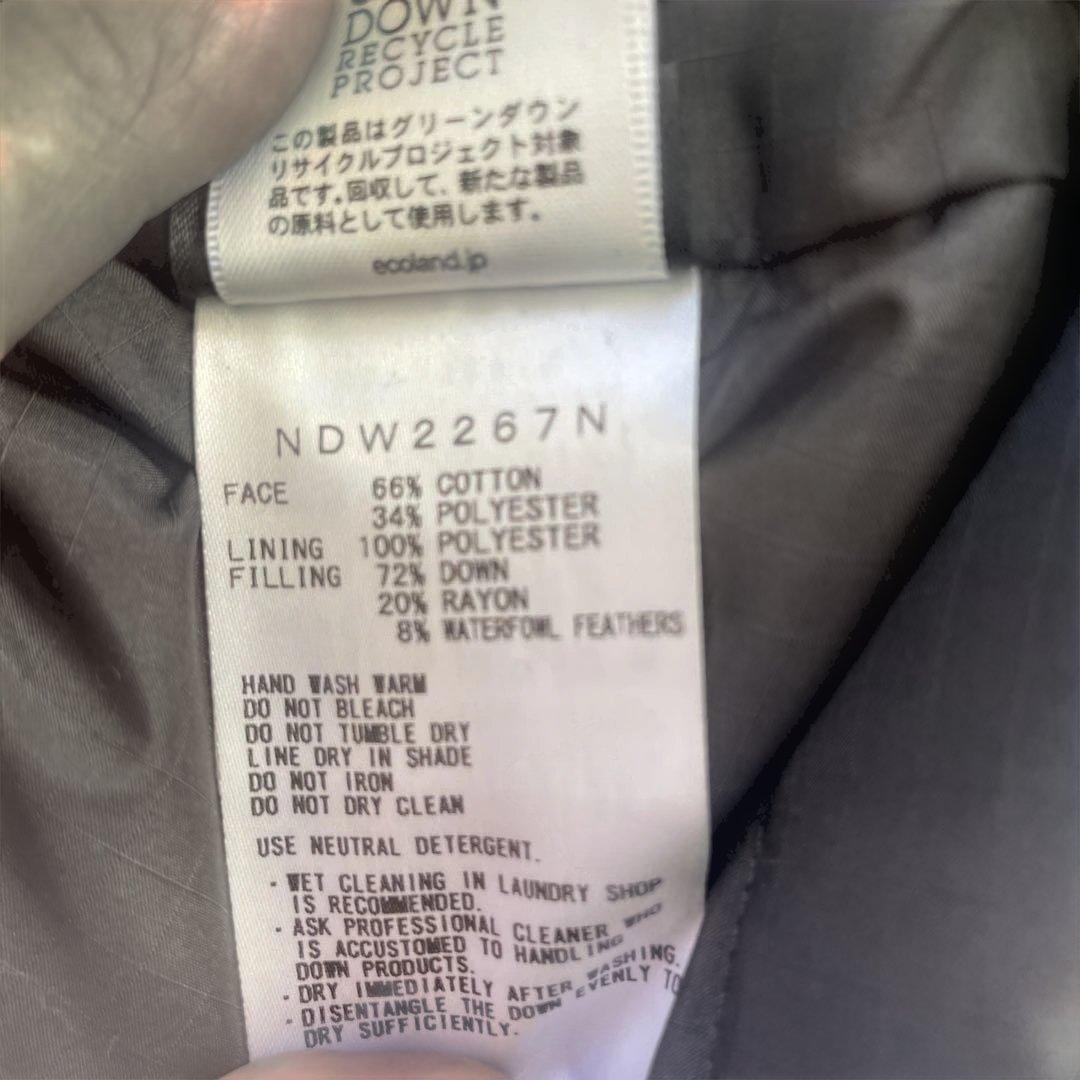 DOWN
RECYCLE
PROJECT
この製品はグリーンダウン
リサイクルプロジェクト対象
品です。回収して、新たな製品
の原料として使用します。
ecoland.jp
NDW2267N
FACE 66% COTTON
34% POLYESTER
LINING 100% POLYESTER
FILLING 72% DOWN
20% RAYON
8% WATERFOWL FEATHERS
HAND WASH WARM
DO NOT BLEACH
DO NOT TUMBLE DRY
LINE DRY IN SHADE
DO NOT IRON
DO NOT DRY CLEAN
USE NEUTRAL DETERGENT.
・WET CLEANING IN LAUNDRY SHOP
IS RECOMMENDED.
・ASK PROFESSIONAL CLEANER WHO
IS ACCUSTOMED TO HANDLING
DOWN PRODUCTS.
・DRY IMMEDIATELY AFTER WASHING.
・DISENTANGLE THE DOWN EVENLY TO
DRY SUFFICIENTLY.